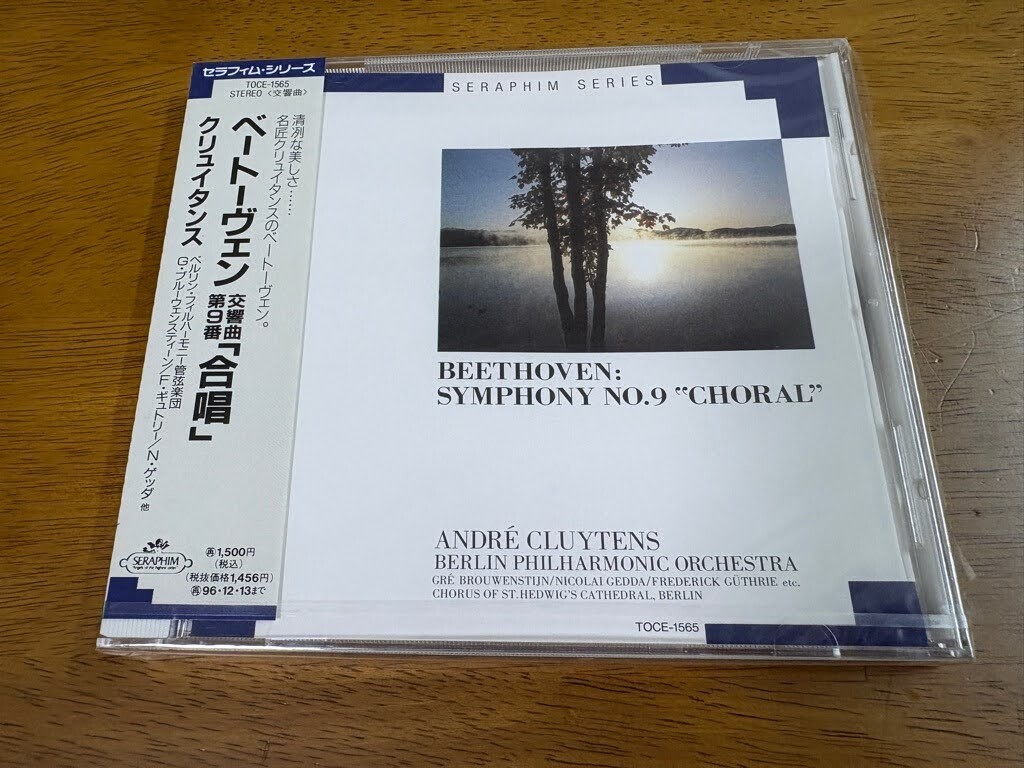 セラフィム・シリーズ
TOCE-1565
STEREO〈交響曲〉
清冽な美しさ……
名匠クリュイタンスのベートーヴェン。
ベートーヴェン
交響曲
第9番
「合唱」
クリュイタンス
ベルリン・フィルハーモニー管弦楽団
G・ブルーウェンスティーン/F・ギュトリー/N・ゲッダ 他
SERAPHIM
㊮1,500円
(税込)
(税抜価格1,456円)
㊮96・12・13まで
SERAPHIM SERIES
BEETHOVEN:
SYMPHONY NO.9 “CHORAL”
ANDRÉ CLUYTENS
BERLIN PHILHARMONIC ORCHESTRA
GRÉ BROUWENSTIJN/NICOLAI GEDDA/FREDERICK GÜTHRIE etc.
CHORUS OF ST.HEDWIG'S CATHEDRAL, BERLIN
TOCE-1565